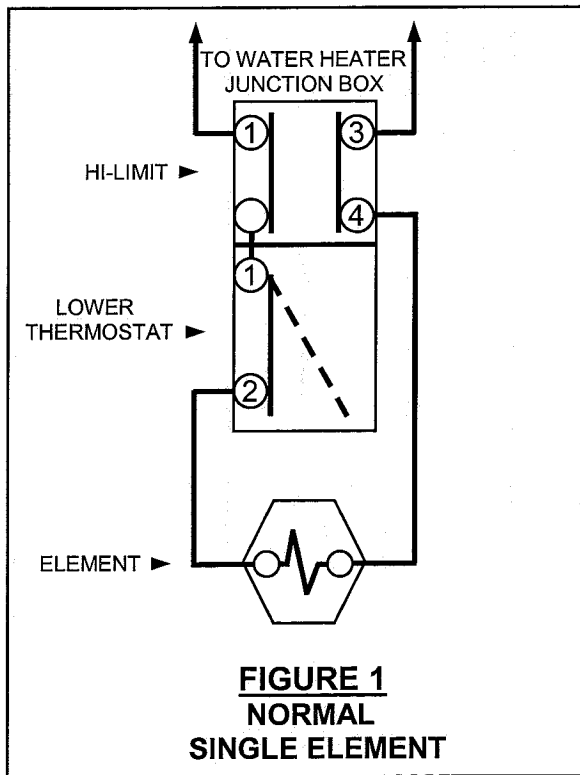 TO WATER HEATER
JUNCTION BOX
1
3
HI-LIMIT
4
1
LOWER
THERMOSTAT
2
ELEMENT
FIGURE 1
NORMAL
SINGLE ELEMENT